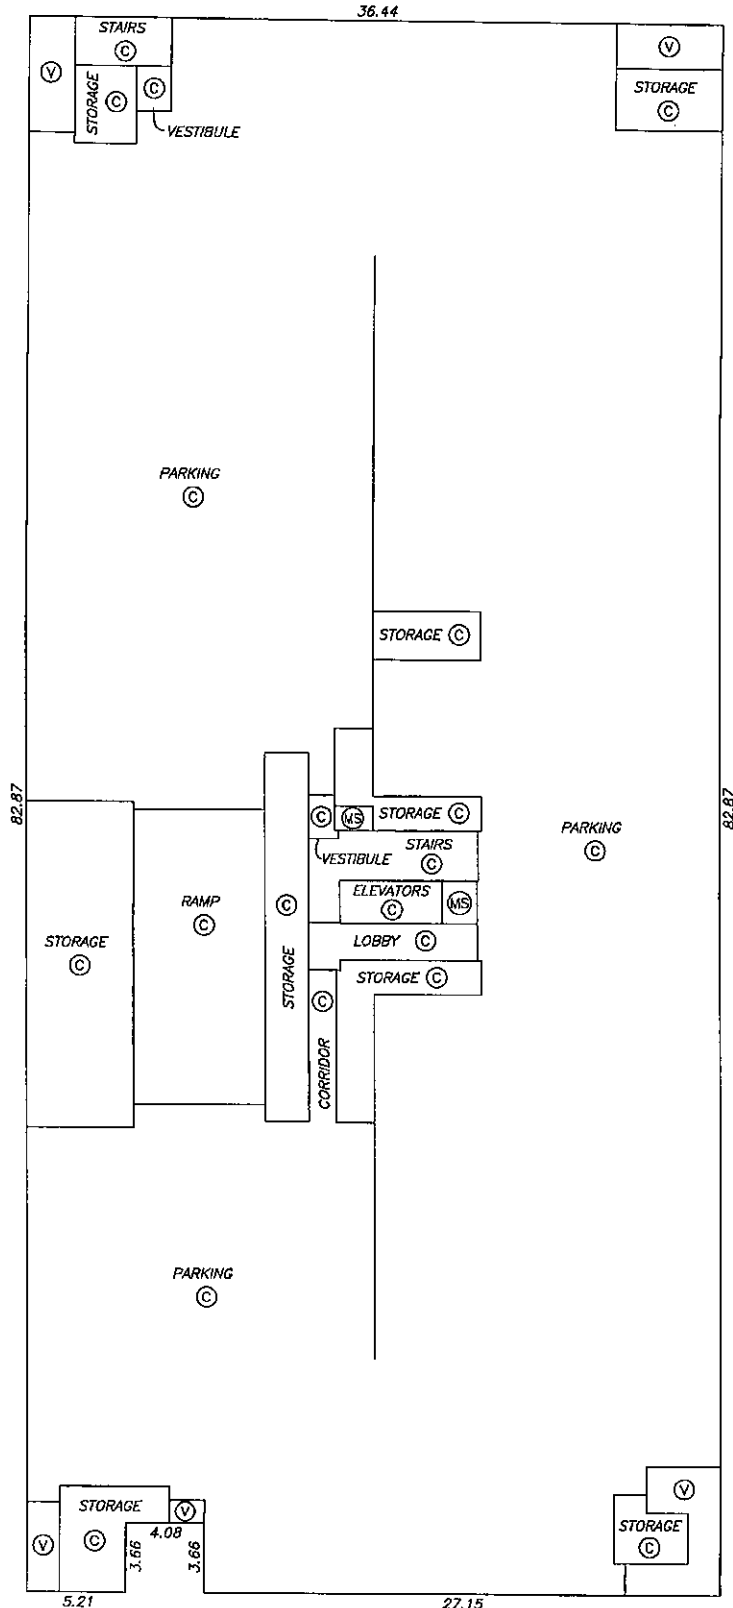 36.44
STAIRS
C
V
STORAGE
C
C
VESTIBULE
V
STORAGE
C
PARKING
C
STORAGE C
82.87
82.87
C
MS
STORAGE C
VESTIBULE
STAIRS
C
PARKING
C
ELEVATORS
C
MS
RAMP
C
C
STORAGE
LOBBY C
STORAGE
C
STORAGE C
C
CORRIDOR
PARKING
C
STORAGE
C
V
V
4.08
3.66
3.66
V
STORAGE
C
5.21
27.15